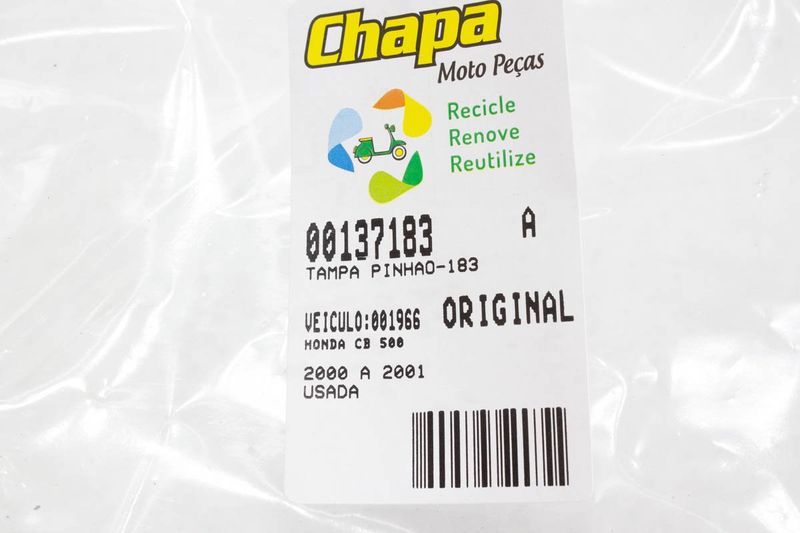 Chapa
Moto Peças
Recicle
Renove
Reutilize
00137183 A
TAMPA PINHAO-183
VEICULO:001966 ORIGINAL
HONDA CB 500
2000 A 2001
USADA